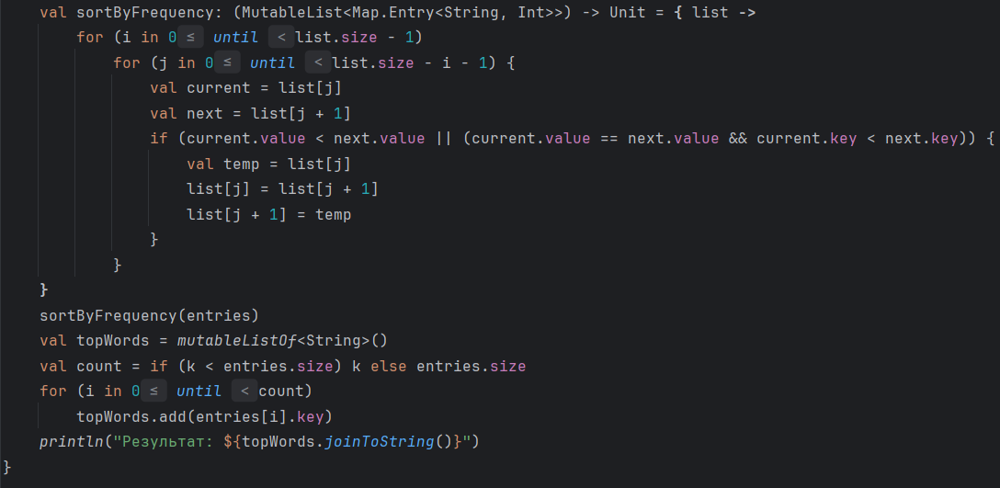 val sortByFrequency: (MutableList<Map.Entry<String, Int>>) -> Unit = { list ->
for (i in 0 ≤ until < list.size - 1)
for (j in 0 ≤ until < list.size - i - 1) {
val current = list[j]
val next = list[j + 1]
if (current.value < next.value || (current.value == next.value && current.key < next.key)) {
val temp = list[j]
list[j] = list[j + 1]
list[j + 1] = temp
}
}
}
sortByFrequency(entries)
val topWords = mutableListOf<String>()
val count = if (k < entries.size) k else entries.size
for (i in 0 ≤ until < count)
topWords.add(entries[i].key)
println("Результат: ${topWords.joinToString()}")
}